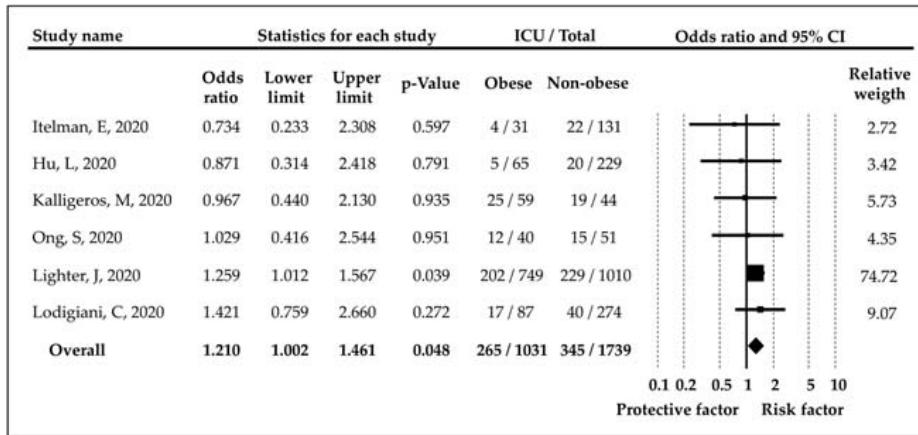 Study name Statistics for each study ICU / Total Odds ratio and 95% CI
Odds ratio Lower limit Upper limit p-Value Obese Non-obese Relative weigth
Itelman, E, 2020 0.734 0.233 2.308 0.597 4 / 31 22 / 131 2.72
Hu, L, 2020 0.871 0.314 2.418 0.791 5 / 65 20 / 229 3.42
Kalligeros, M, 2020 0.967 0.440 2.130 0.935 25 / 59 19 / 44 5.73
Ong, S, 2020 1.029 0.416 2.544 0.951 12 / 40 15 / 51 4.35
Lighter, J, 2020 1.259 1.012 1.567 0.039 202 / 749 229 / 1010 74.72
Lodigiani, C, 2020 1.421 0.759 2.660 0.272 17 / 87 40 / 274 9.07
Overall 1.210 1.002 1.461 0.048 265 / 1031 345 / 1739
0.1 0.2 0.5 1 2 5 10
Protective factor Risk factor